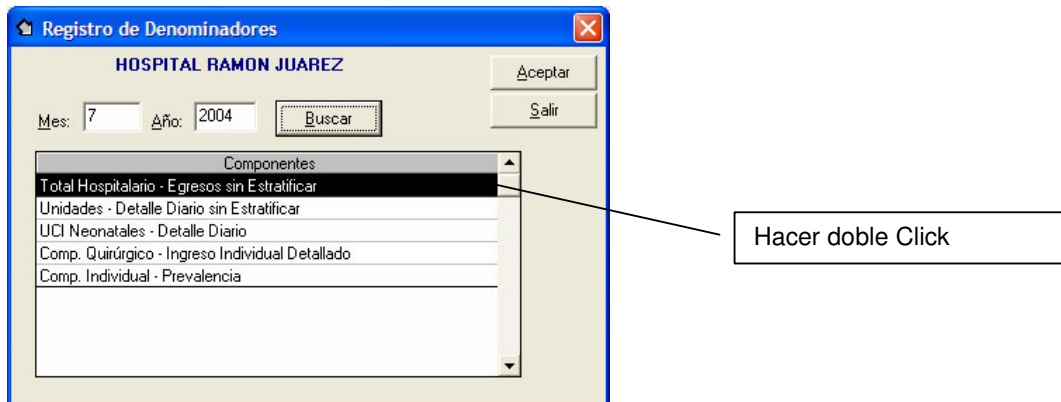 Registro de Denominadores
HOSPITAL RAMON JUAREZ
Aceptar
Mes: 7 Año: 2004 Buscar
Salir
Componentes
Total Hospitalario - Egresos sin Estratificar
Unidades - Detalle Diario sin Estratificar
UCI Neonatales - Detalle Diario
Comp. Quirúrgico - Ingreso Individual Detallado
Comp. Individual - Prevalencia
Hacer doble Click